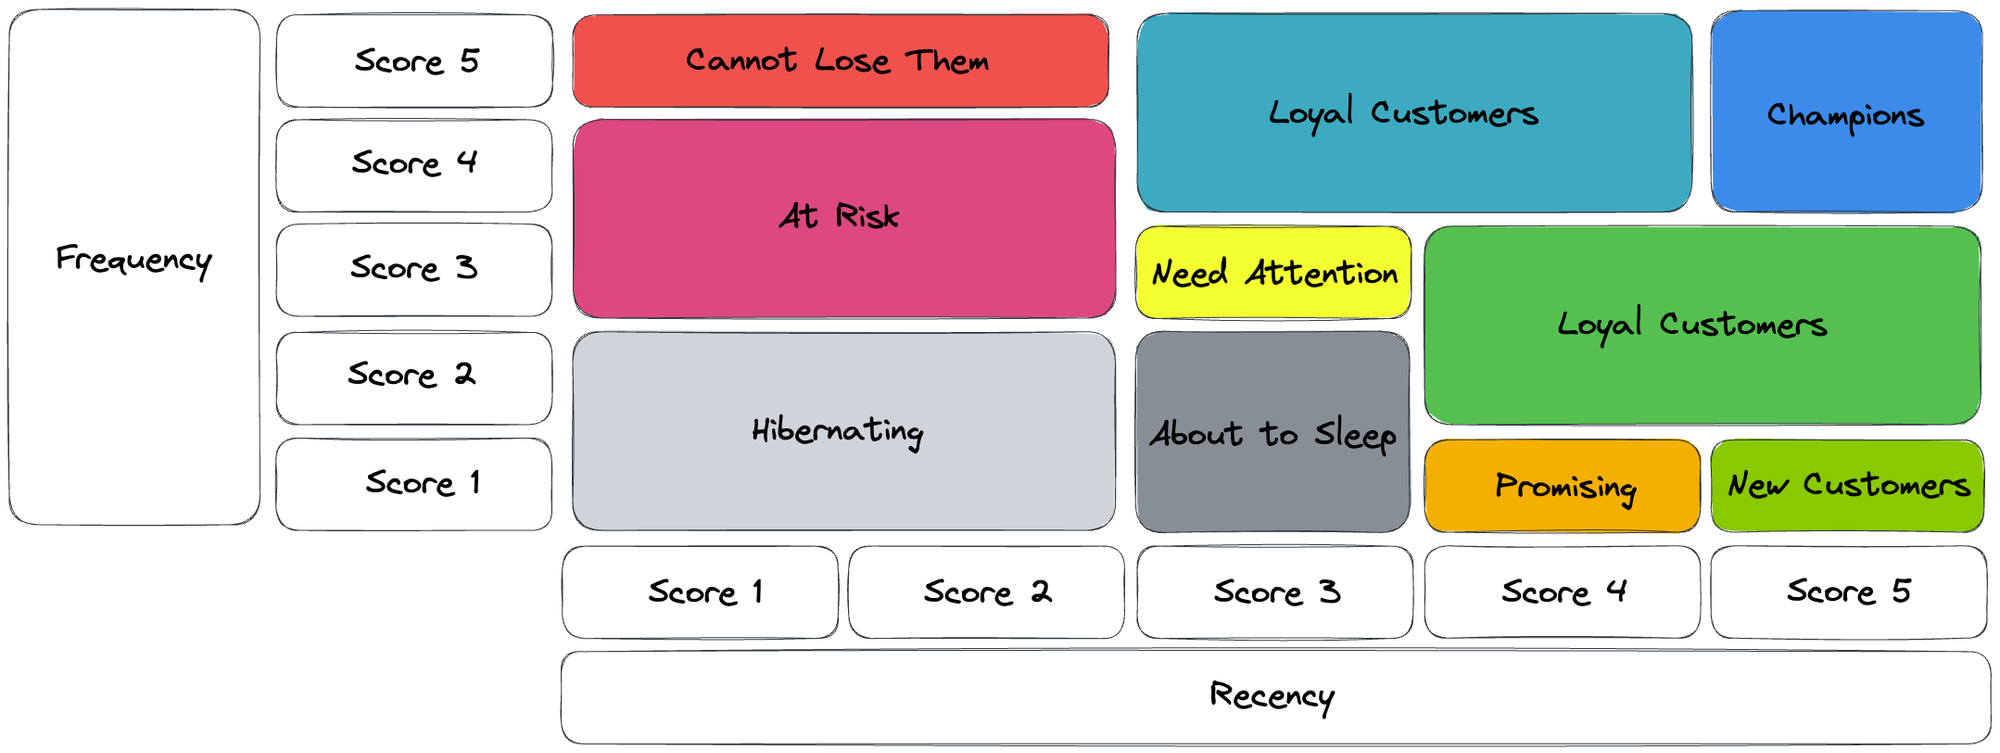 Frequency
Score 5
Score 4
Score 3
Score 2
Score 1
Cannot Lose Them
Loyal Customers
Champions
At Risk
Need Attention
Loyal Customers
Hibernating
About to Sleep
Promising
New Customers
Score 1
Score 2
Score 3
Score 4
Score 5
Recency